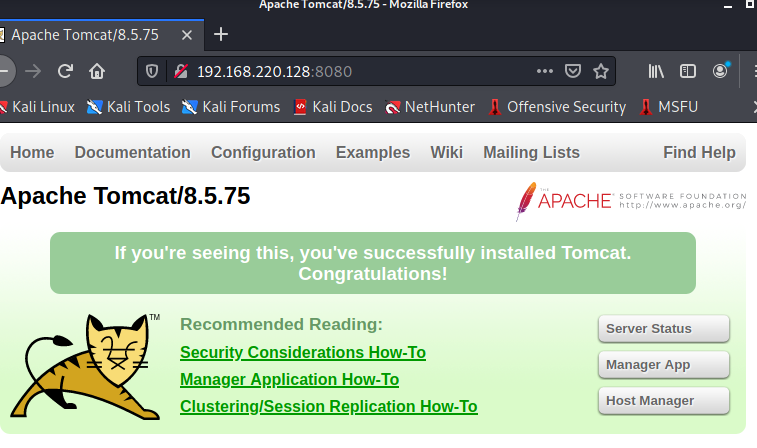 Apache Tomcat/8.5.75 - Mozilla Firefox
Apache Tomcat/8.5.75
192.168.220.128:8080
Kali Linux Kali Tools Kali Forums Kali Docs NetHunter Offensive Security MSFU
Home Documentation Configuration Examples Wiki Mailing Lists Find Help
Apache Tomcat/8.5.75
THE
APACHE
SOFTWARE FOUNDATION
http://www.apache.org/
If you're seeing this, you've successfully installed Tomcat.
Congratulations!
TM
Recommended Reading:
Security Considerations How-To
Manager Application How-To
Clustering/Session Replication How-To
Server Status
Manager App
Host Manager